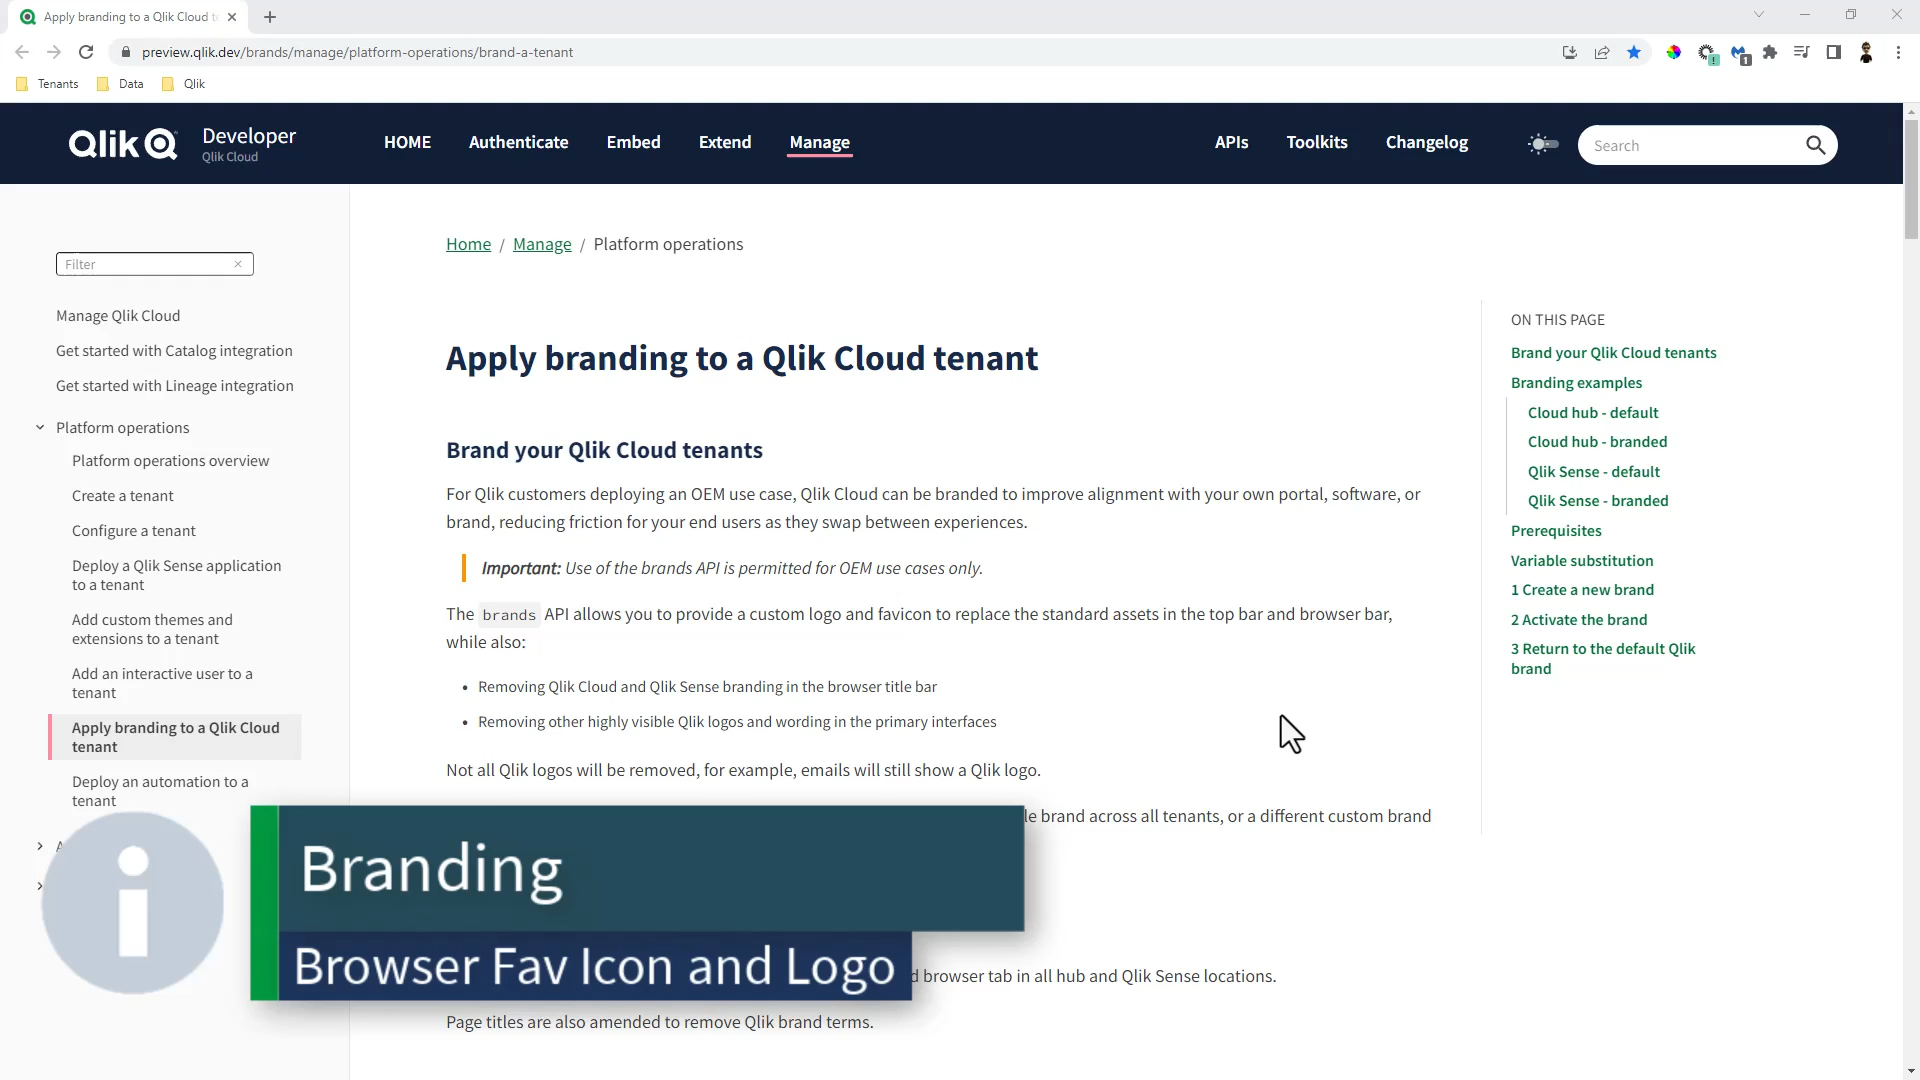 Apply branding to a Qlik Cloud t
preview.qlik.dev/brands/manage/platform-operations/brand-a-tenant
Tenants Data Qlik
Qlik Developer
Qlik Cloud
HOME Authenticate Embed Extend Manage APIs Toolkits Changelog Search
Filter
Manage Qlik Cloud
Get started with Catalog integration
Get started with Lineage integration
Platform operations
Platform operations overview
Create a tenant
Configure a tenant
Deploy a Qlik Sense application
to a tenant
Add custom themes and
extensions to a tenant
Add an interactive user to a
tenant
Apply branding to a Qlik Cloud
tenant
Deploy an automation to a
tenant
Home / Manage / Platform operations
Apply branding to a Qlik Cloud tenant
Brand your Qlik Cloud tenants
For Qlik customers deploying an OEM use case, Qlik Cloud can be branded to improve alignment with your own portal, software, or
brand, reducing friction for your end users as they swap between experiences.
Important: Use of the brands API is permitted for OEM use cases only.
The brands API allows you to provide a custom logo and favicon to replace the standard assets in the top bar and browser bar,
while also:
• Removing Qlik Cloud and Qlik Sense branding in the browser title bar
• Removing other highly visible Qlik logos and wording in the primary interfaces
Not all Qlik logos will be removed, for example, emails will still show a Qlik logo.
le brand across all tenants, or a different custom brand
d browser tab in all hub and Qlik Sense locations.
Page titles are also amended to remove Qlik brand terms.
ON THIS PAGE
Brand your Qlik Cloud tenants
Branding examples
Cloud hub - default
Cloud hub - branded
Qlik Sense - default
Qlik Sense - branded
Prerequisites
Variable substitution
1 Create a new brand
2 Activate the brand
3 Return to the default Qlik
brand
Branding
Browser Fav Icon and Logo